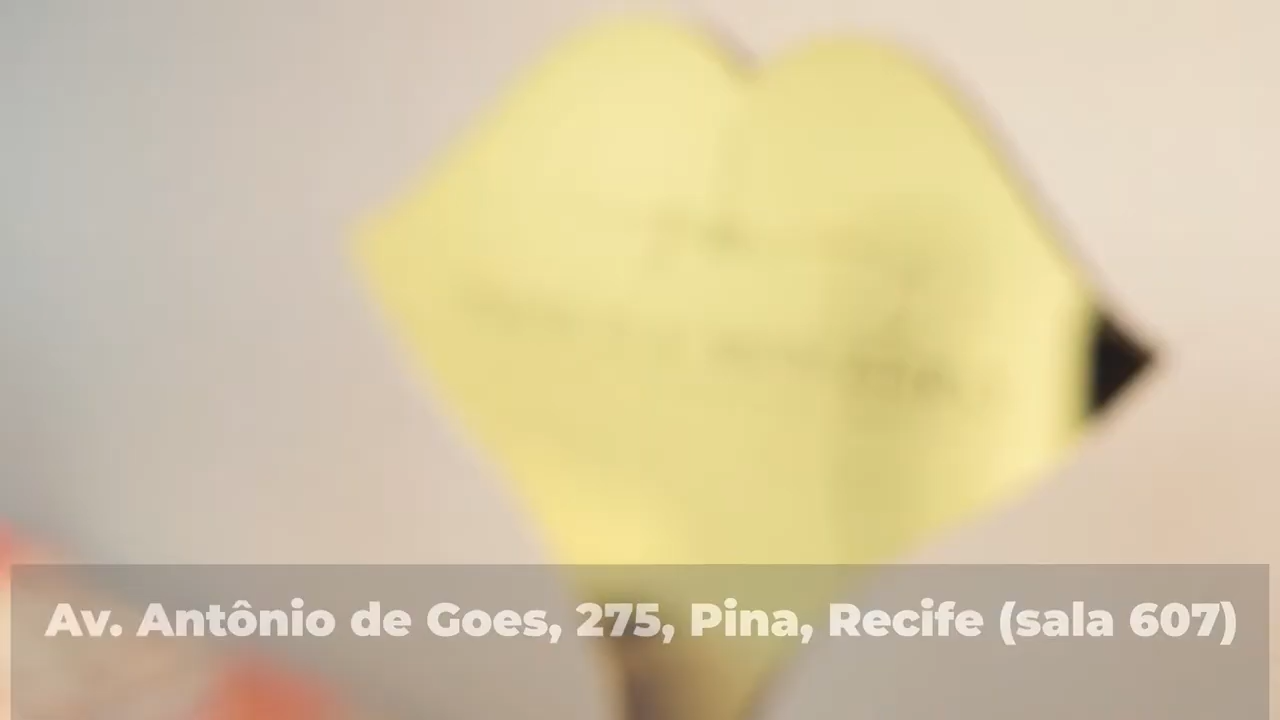 Av. Antônio de Goes, 275, Pina, Recife (sala 607)